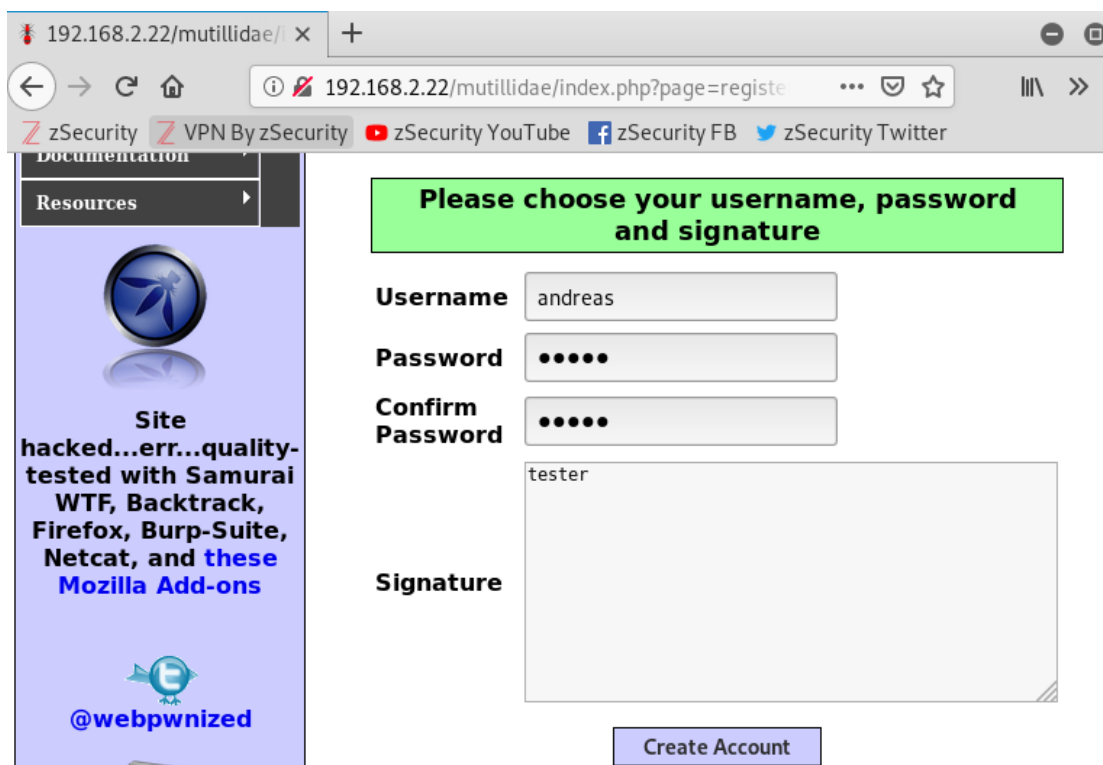 192.168.2.22/mutillidae/i
192.168.2.22/mutillidae/index.php?page=registe
zSecurity
VPN By zSecurity
zSecurity YouTube
zSecurity FB
zSecurity Twitter
Documentation
Resources
Site
hacked...err...quality-
tested with Samurai
WTF, Backtrack,
Firefox, Burp-Suite,
Netcat, and these
Mozilla Add-ons
@webpwnized
Please choose your username, password
and signature
Username
andreas
Password
•••••
Confirm
Password
•••••
Signature
tester
Create Account